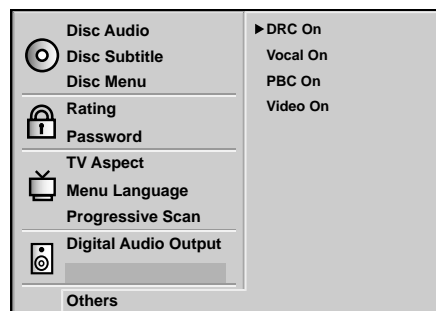 Disc Audio
Disc Subtitle
Disc Menu
Rating
Password
TV Aspect
Menu Language
Progressive Scan
Digital Audio Output
Others
DRC On
Vocal On
PBC On
Video On